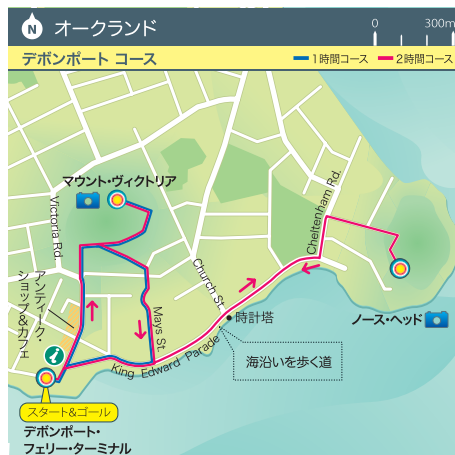 N オークランド
0 300m
デボンポート コース
1時間コース 2時間コース
マウント・ヴィクトリア
Victoria Rd.
Cheltenham Rd.
Church St.
アンティーク・
ショップ&カフェ
Mays St.
時計塔
ノース・ヘッド
King Edward Parade
海沿いを歩く道
スタート&ゴール
デボンポート・
フェリー・ターミナル